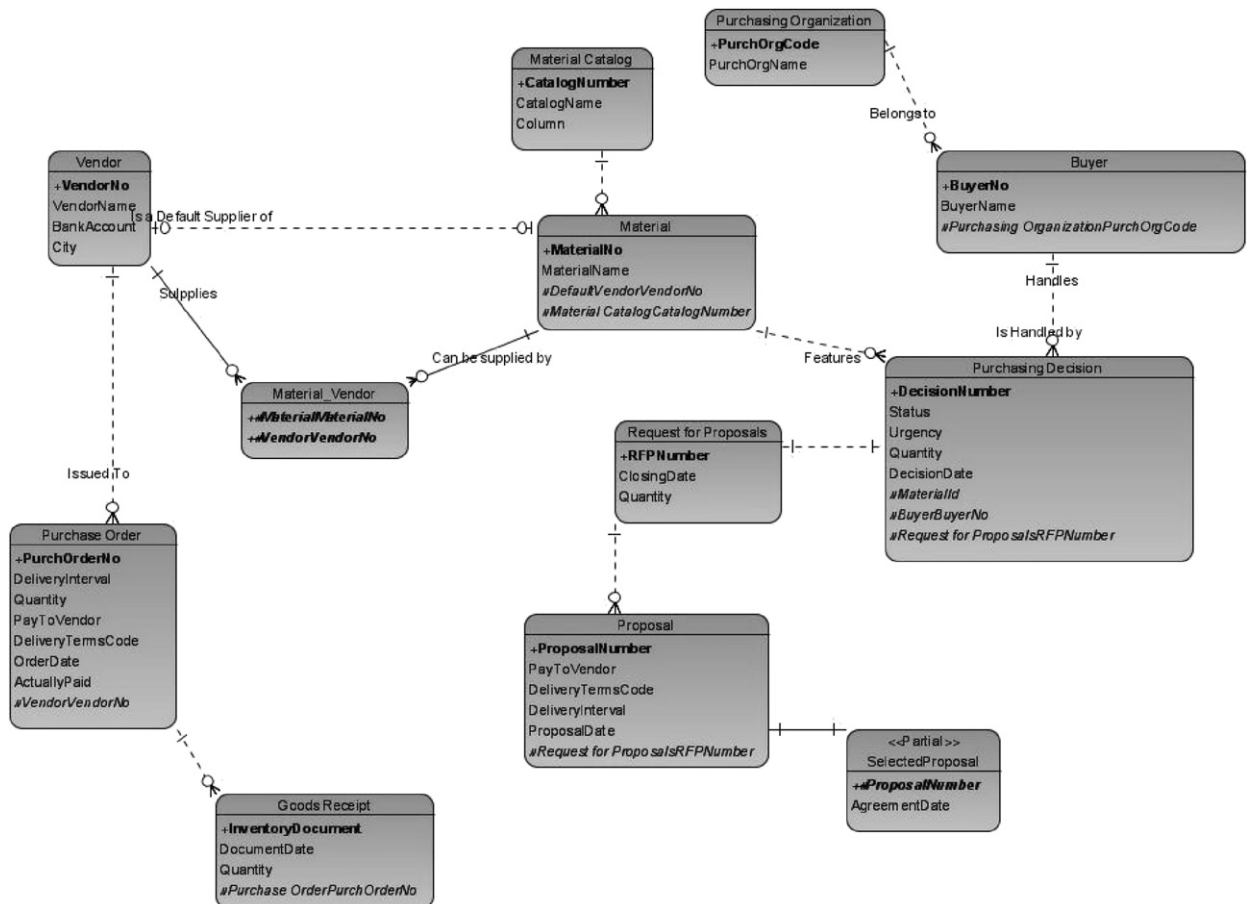 Purchasing Organization
+PurchOrgCode
PurchOrgName
Material Catalog
+CatalogNumber
CatalogName
Column
Belongs to
Vendor
+VendorNo
VendorName
BankAccount
City
Is a Default Supplier of
Buyer
+BuyerNo
BuyerName
#Purchasing OrganizationPurchOrgCode
Material
+MaterialNo
MaterialName
#DefaultVendorVendorNo
#Material CatalogCatalogNumber
Handles
Is Handled by
Sulpplies
Can be supplied by
Features
Material_Vendor
+#MaterialMaterialNo
+#VendorVendorNo
Purchasing Decision
+DecisionNumber
Status
Urgency
Quantity
DecisionDate
#MaterialId
#BuyerBuyerNo
#Request for ProposalsRFPNumber
Request for Proposals
+RFPNumber
ClosingDate
Quantity
Issued To
Purchase Order
+PurchOrderNo
DeliveryInterval
Quantity
PayToVendor
DeliveryTermsCode
OrderDate
ActuallyPaid
#VendorVendorNo
Proposal
+ProposalNumber
PayToVendor
DeliveryTermsCode
DeliveryInterval
ProposalDate
#Request for ProposalsRFPNumber
<<Partial>>
SelectedProposal
+#ProposalNumber
AgreementDate
Goods Receipt
+InventoryDocument
DocumentDate
Quantity
#Purchase OrderPurchOrderNo